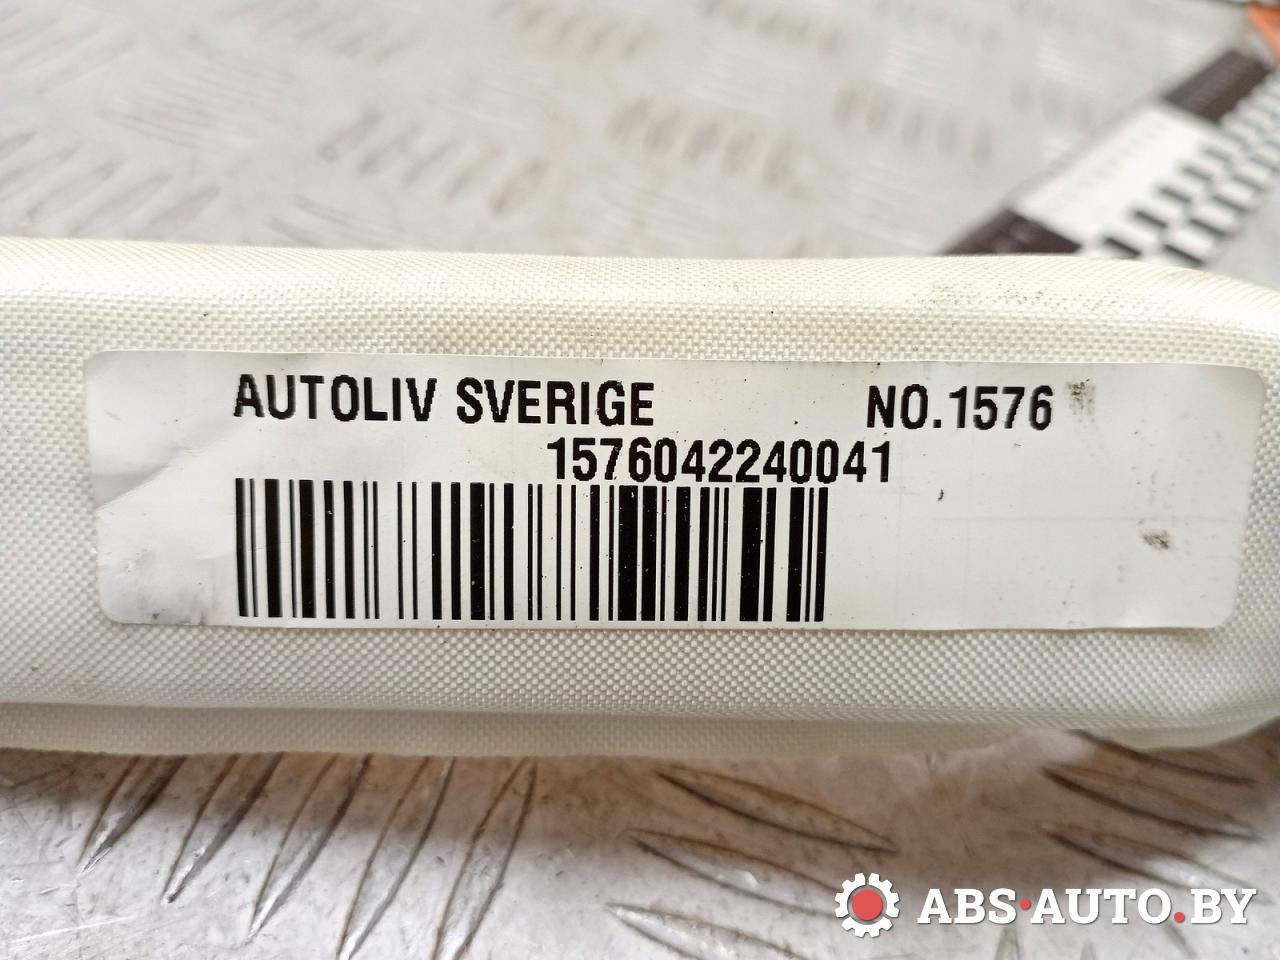 AUTOLIV SVERIGE NO.1576
1576042240041
ABS·AUTO.BY